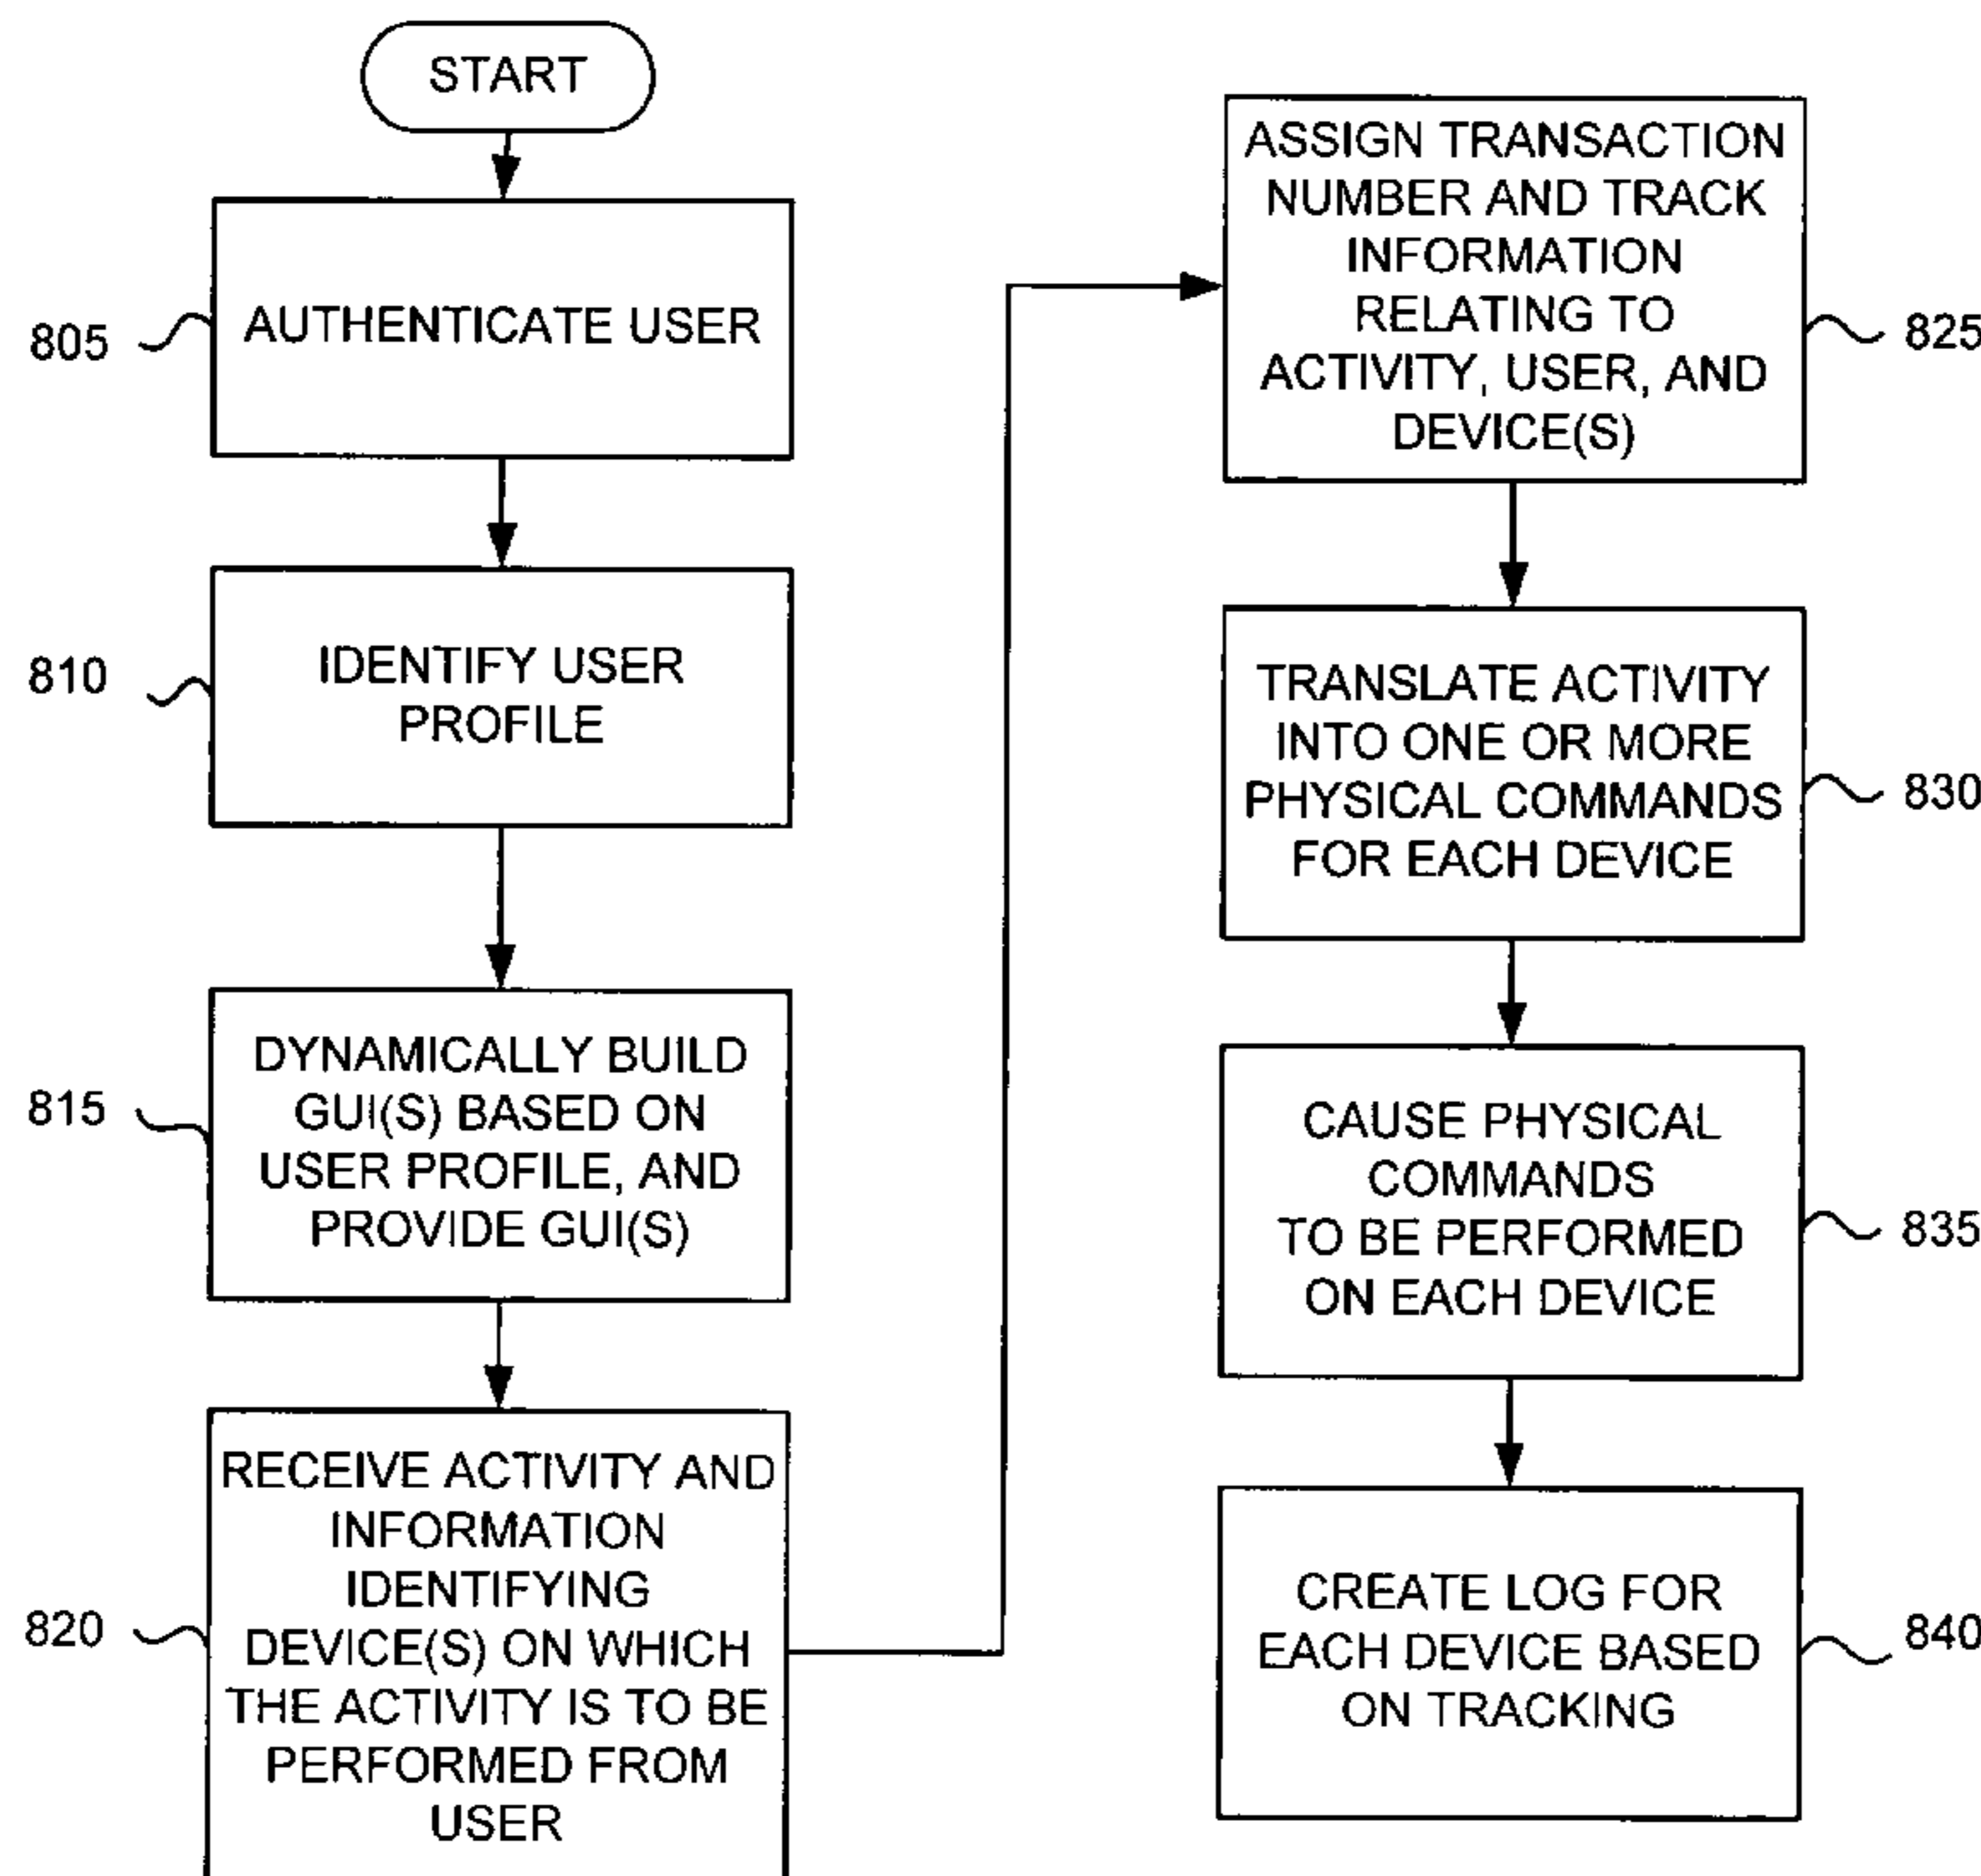 START
805
AUTHENTICATE USER
810
IDENTIFY USER
PROFILE
815
DYNAMICALLY BUILD
GUI(S) BASED ON
USER PROFILE, AND
PROVIDE GUI(S)
820
RECEIVE ACTIVITY AND
INFORMATION
IDENTIFYING
DEVICE(S) ON WHICH
THE ACTIVITY IS TO BE
PERFORMED FROM
USER
ASSIGN TRANSACTION
NUMBER AND TRACK
INFORMATION
RELATING TO
ACTIVITY, USER, AND
DEVICE(S)
825
TRANSLATE ACTIVITY
INTO ONE OR MORE
PHYSICAL COMMANDS
FOR EACH DEVICE
830
CAUSE PHYSICAL
COMMANDS
TO BE PERFORMED
ON EACH DEVICE
835
CREATE LOG FOR
EACH DEVICE BASED
ON TRACKING
840